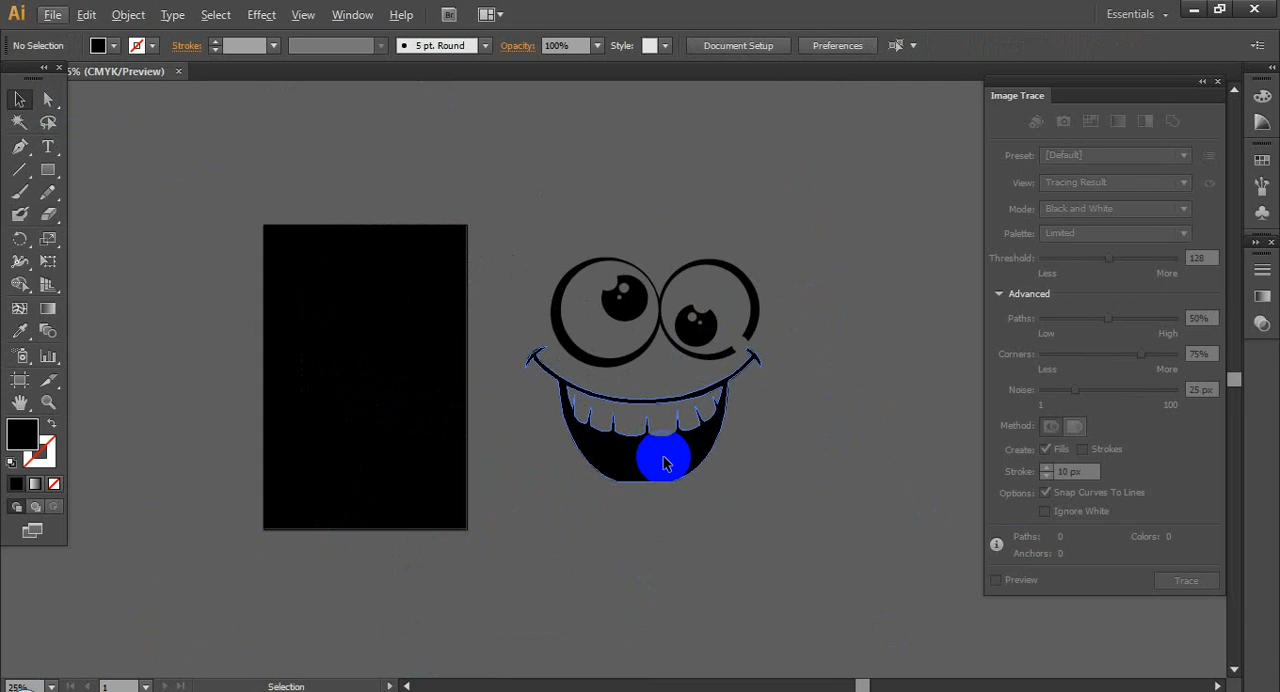 Ai File Edit Object Type Select Effect View Window Help Br Essentials
No Selection Stroke: 5 pt. Round Opacity: 100% Style: Document Setup Preferences
% (CMYK/Preview)
Image Trace
Preset: [Default]
View: Tracing Result
Mode: Black and White
Palette: Limited
Threshold: 128
Less More
Advanced
Paths: 50%
Low High
Corners: 75%
Less More
Noise: 25 px
1 100
Method:
Create: Fills Strokes
Stroke: 10 px
Options: Snap Curves To Lines
Ignore White
Paths: 0 Colors: 0
Anchors: 0
Preview Trace
25% 1 Selection